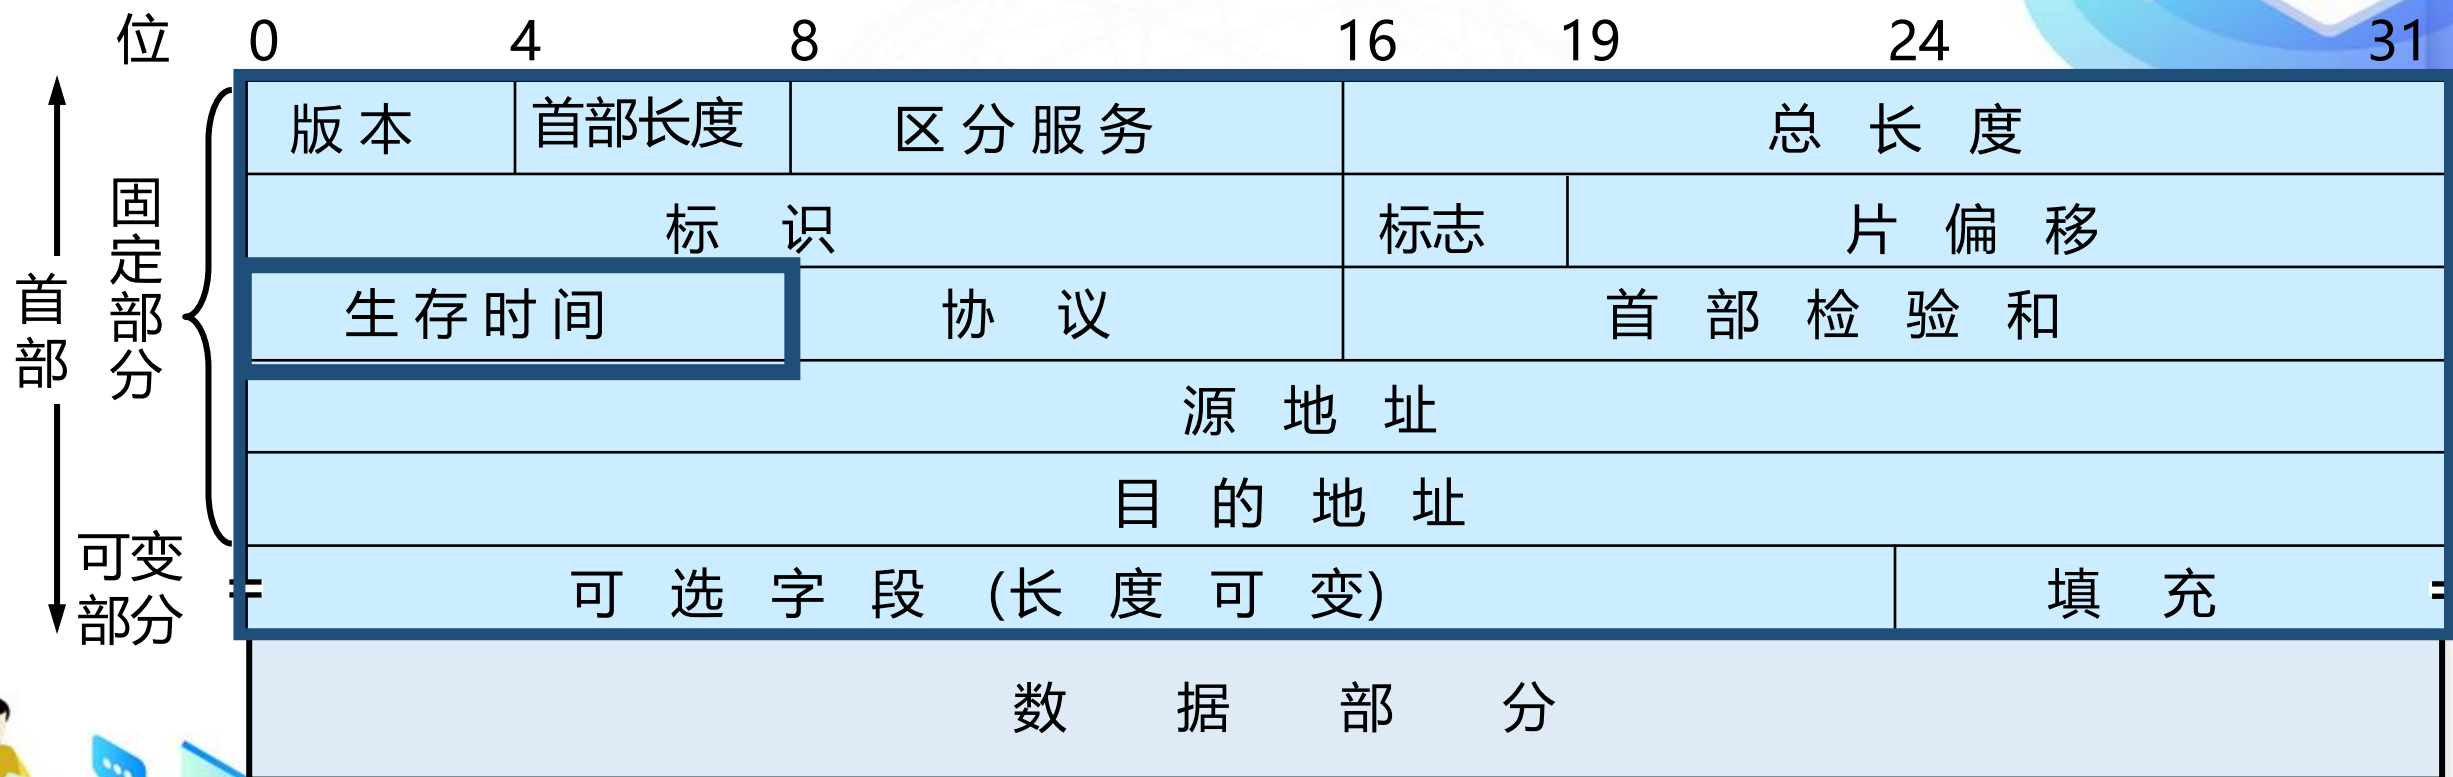 位 0 4 8 16 19 24 31
版本 首部长度 区分服务 总长度
标识 标志 片偏移
生存时间 协议 首部检验和
源地址
目的地址
可选字段 (长度可变) 填充
数据部分
首部
固定部分
可变
部分